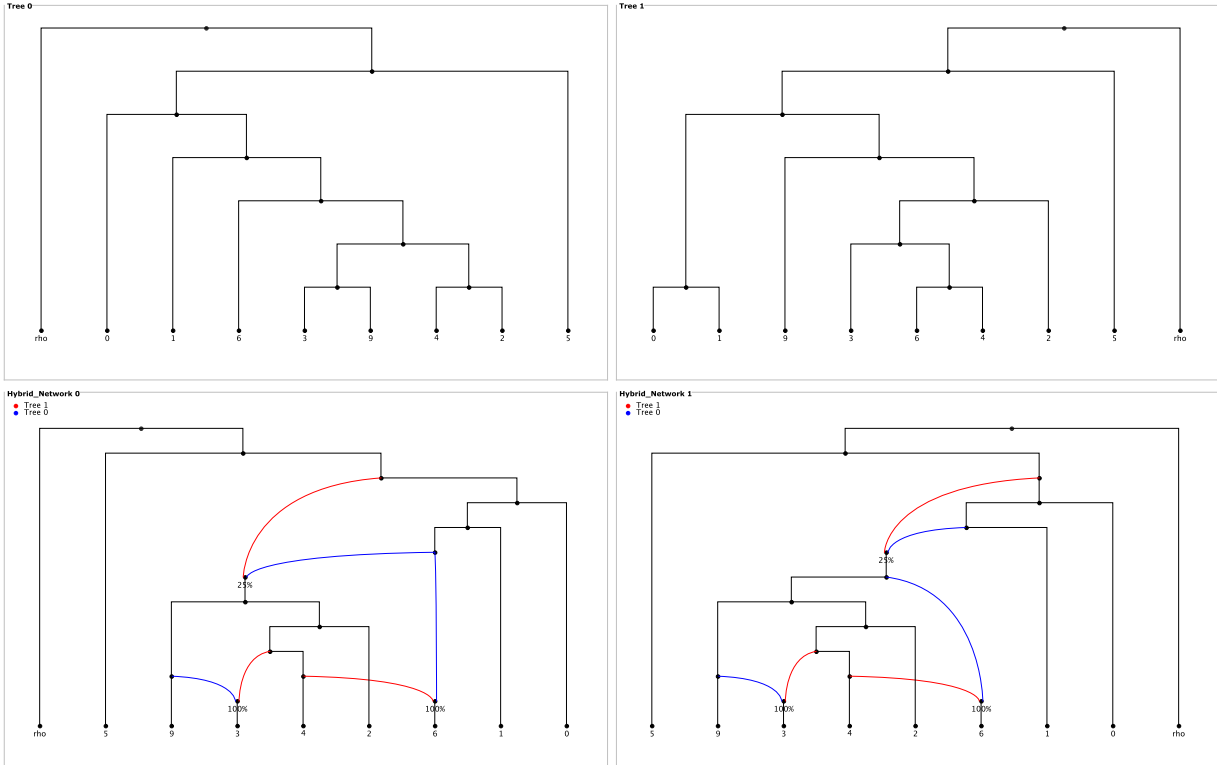 Tree 0
rho 0 1 6 3 9 4 2 5
Tree 1
0 1 9 3 6 4 2 5 rho
Hybrid_Network 0
Tree 1
Tree 0
25%
100% 100%
rho 5 9 3 4 2 6 1 0
Hybrid_Network 1
Tree 1
Tree 0
25%
100% 100%
5 9 3 4 2 6 1 0 rho